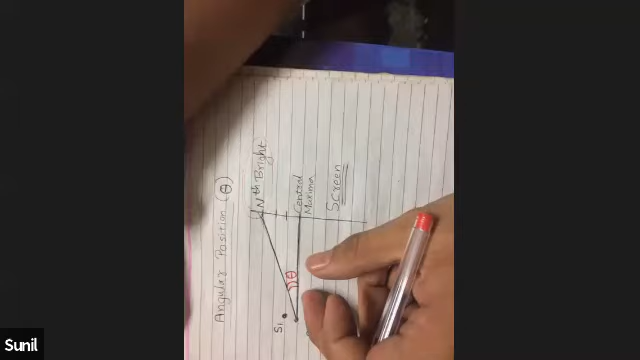 Angular Position (θ)
Nth Bright
Central
Maxima
Screen
θ
S1
Sunil